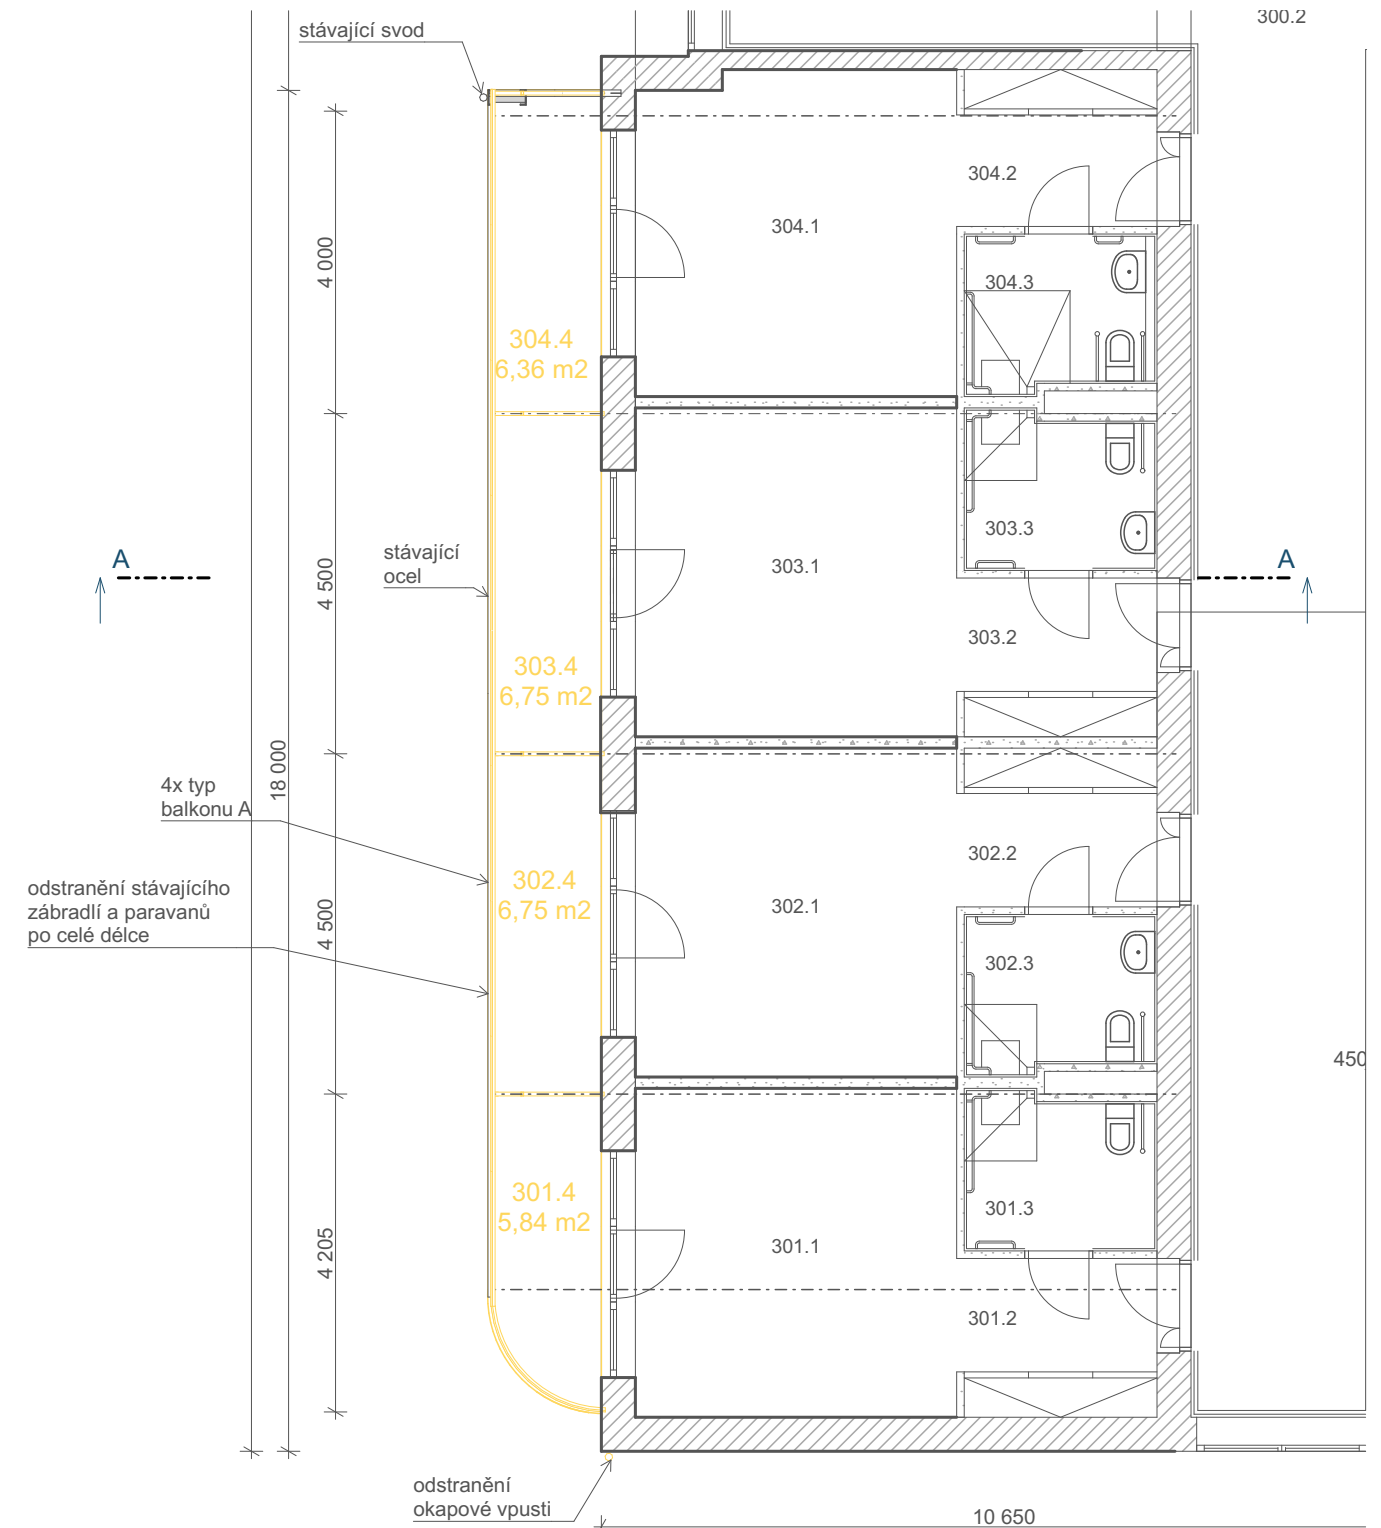 300.2
stávající svod
304.2
304.1
4 000
304.3
304.4
6,36 m2
303.3
stávající
ocel
A
A
303.1
4 500
303.2
303.4
6,75 m2
18 000
4x typ
balkonu A
302.2
302.4
6,75 m2
odstranění stávajícího
zábradlí a paravanů
po celé délce
302.1
4 500
302.3
450
301.4
5,84 m2
301.3
301.1
4 205
301.2
odstranění
okapové vpusti
10 650